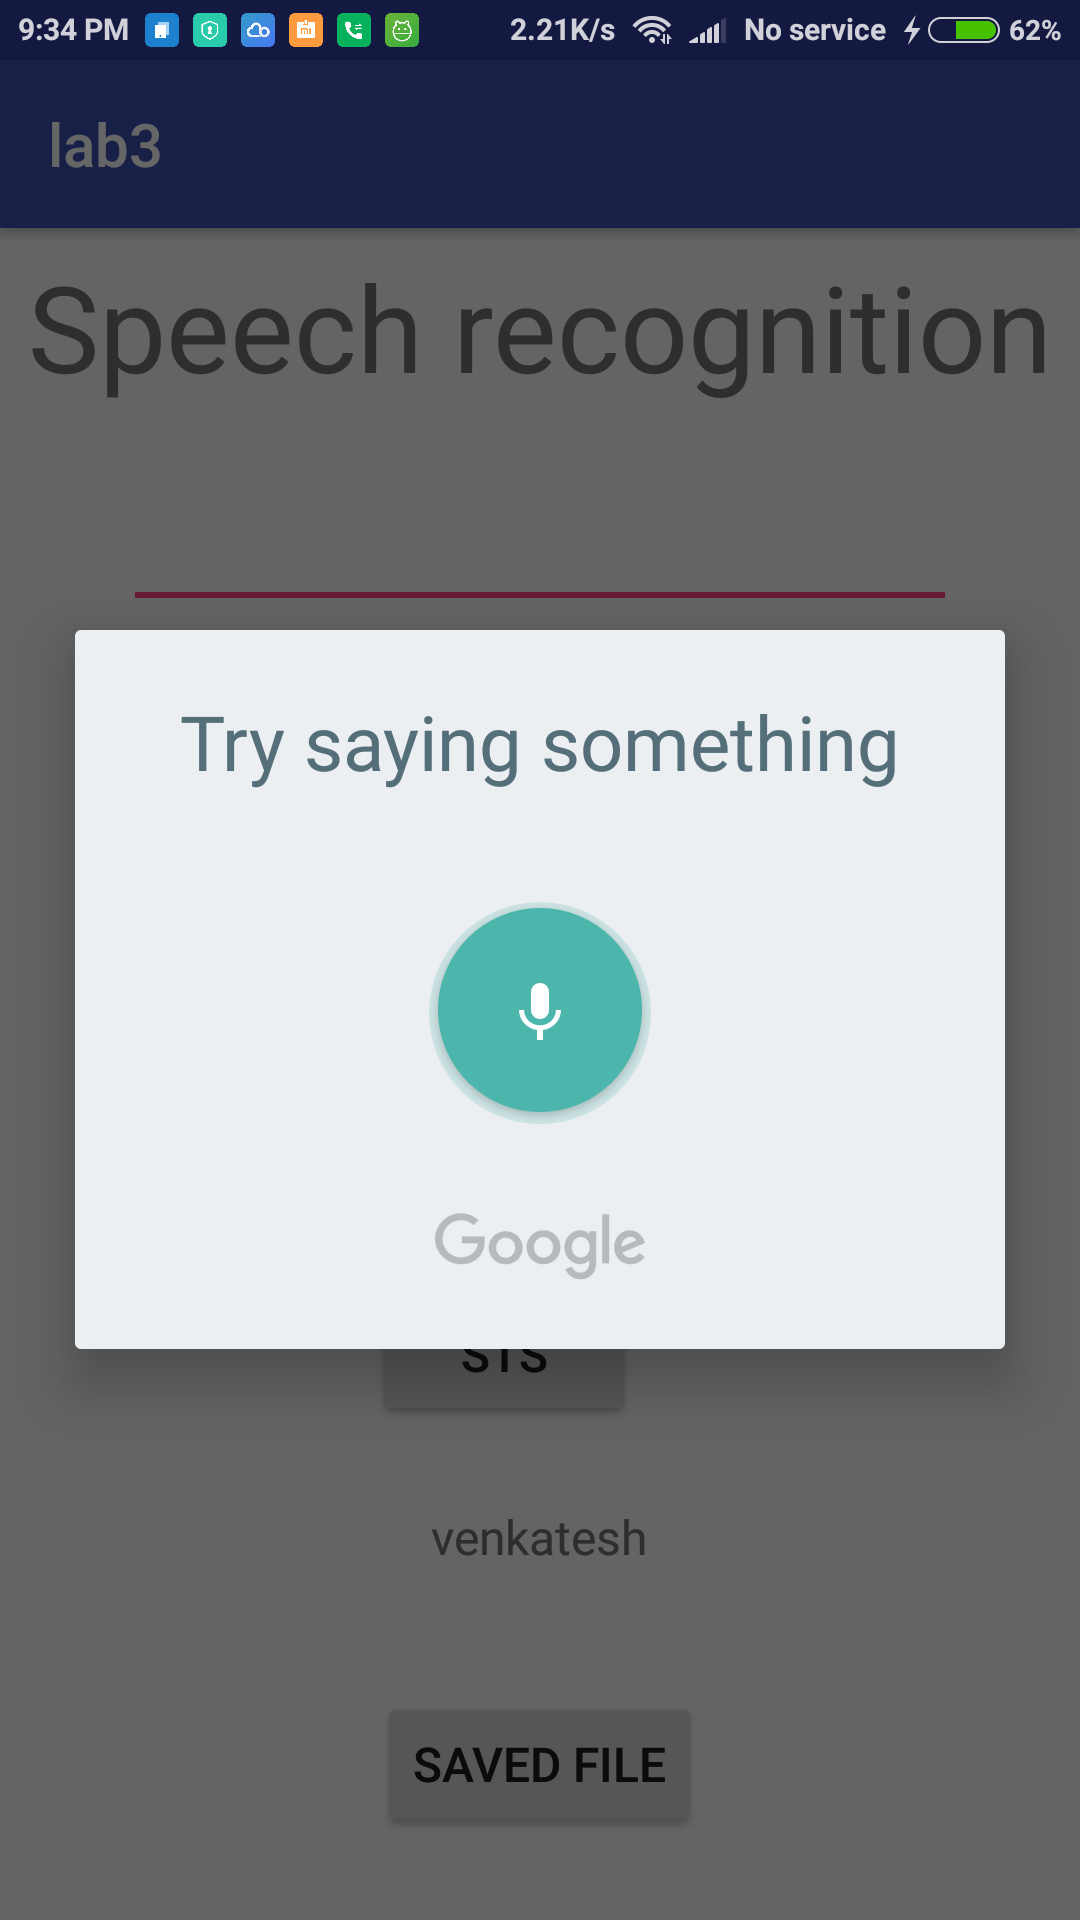 9:34 PM 2.21K/s No service 62%
lab3
Speech recognition
Try saying something
Google
STS
venkatesh
SAVED FILE